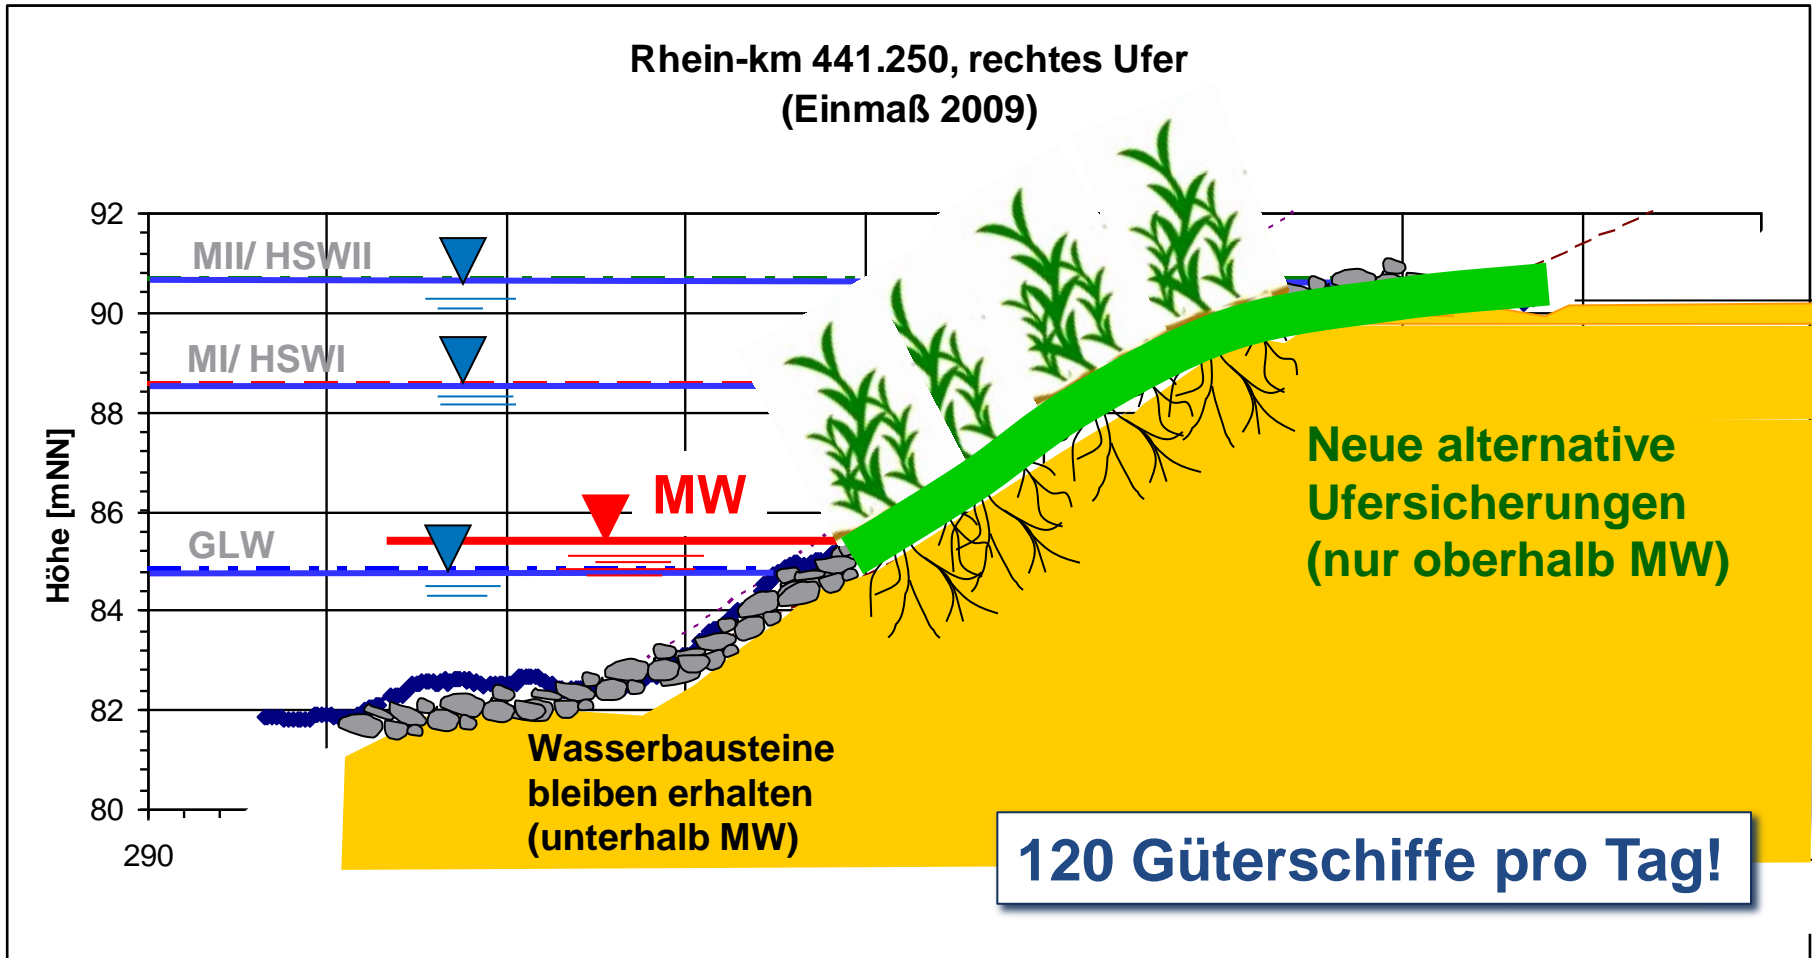 Rhein-km 441.250, rechtes Ufer
(Einmaß 2009)
92
MII/ HSWII
90
MI/ HSWI
88
Höhe [mNN]
MW
86
GLW
84
82
80
290
Neue alternative
Ufersicherungen
(nur oberhalb MW)
Wasserbausteine
bleiben erhalten
(unterhalb MW)
120 Güterschiffe pro Tag!